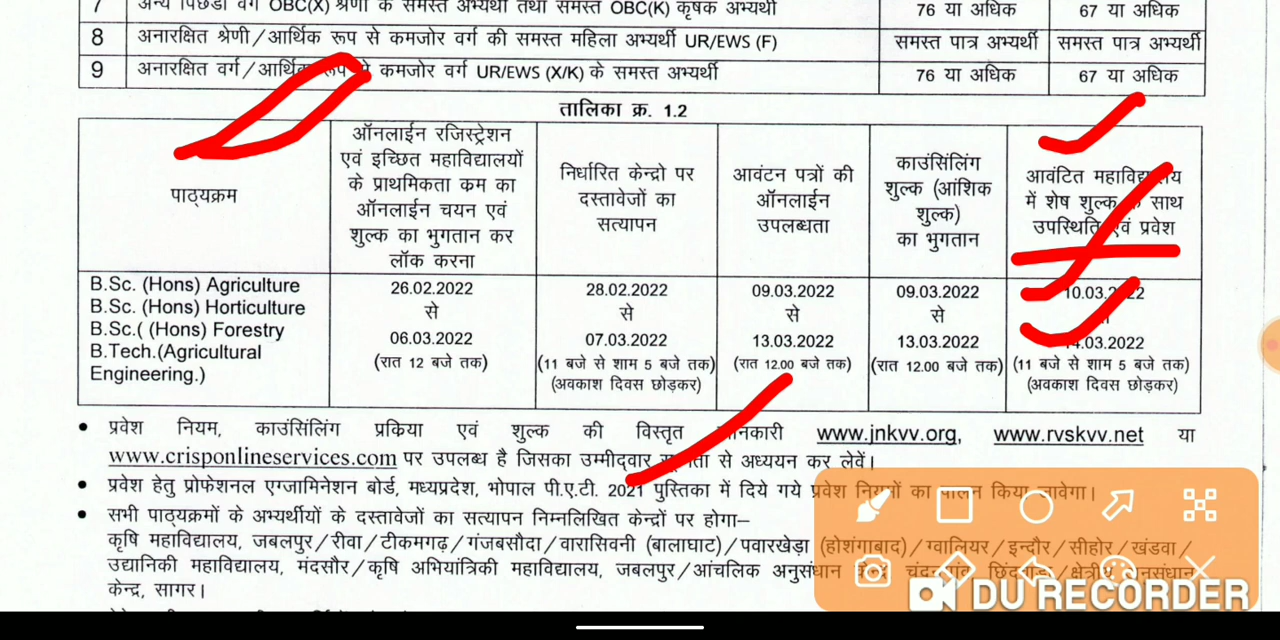 7 अन्य पिछडा वर्ग OBC(X) श्रेणी के समस्त अभ्यर्थी तथा समस्त OBC(K) कृषक अभ्यर्थी 76 या अधिक 67 या अधिक
8 अनारक्षित श्रेणी/आर्थिक रूप से कमजोर वर्ग की समस्त महिला अभ्यर्थी UR/EWS (F) समस्त पात्र अभ्यर्थी समस्त पात्र अभ्यर्थी
9 अनारक्षित वर्ग/आर्थिक रूप से कमजोर वर्ग UR/EWS (X/K) के समस्त अभ्यर्थी 76 या अधिक 67 या अधिक
तालिका क्र. 1.2
पाठ्यक्रम
ऑनलाईन रजिस्ट्रेशन
एवं इच्छित महाविद्यालयों
के प्राथमिकता कम का
ऑनलाईन चयन एवं
शुल्क का भुगतान कर
लॉक करना
निर्धारित केन्द्रो पर
दस्तावेजों का
सत्यापन
आवंटन पत्रों की
ऑनलाईन
उपलब्धता
काउंसिलिंग
शुल्क (आंशिक
शुल्क)
का भुगतान
आवंटित महाविद्यालय
में शेष शुल्क के साथ
उपस्थिति एवं प्रवेश
B.Sc. (Hons) Agriculture
B.Sc. (Hons) Horticulture
B.Sc.( (Hons) Forestry
B.Tech.(Agricultural
Engineering.)
26.02.2022
से
06.03.2022
(रात 12 बजे तक)
28.02.2022
से
07.03.2022
(11 बजे से शाम 5 बजे तक)
(अवकाश दिवस छोड़कर)
09.03.2022
से
13.03.2022
(रात 12.00 बजे तक)
09.03.2022
से
13.03.2022
(रात 12.00 बजे तक)
10.03.2022
14.03.2022
(11 बजे से शाम 5 बजे तक)
(अवकाश दिवस छोड़कर)
• प्रवेश नियम, काउंसिलिंग प्रकिया एवं शुल्क की विस्तृत जानकारी www.jnkvv.org, www.rvskvv.net या
www.crisponlineservices.com पर उपलब्ध है जिसका उम्मीद्वार से अध्ययन कर लेवें।
• प्रवेश हेतु प्रोफेशनल एग्जामिनेशन बोर्ड, मध्यप्रदेश, भोपाल पी.ए.टी. 2021 पुस्तिका में दिये गये प्रवेश नियमों का पालन किया जावेगा।
• सभी पाठ्यक्रमों के अभ्यर्थीयों के दस्तावेजों का सत्यापन निम्नलिखित केन्द्रों पर होगा–
कृषि महाविद्यालय, जबलपुर/रीवा/टीकमगढ़/गंजबसौदा/वारासिवनी (बालाघाट)/पवारखेड़ा (होशंगाबाद)/ग्वालियर/इन्दौर/सीहोर/खंडवा/
उद्यानिकी महाविद्यालय, मंदसौर/कृषि अभियांत्रिकी महाविद्यालय, जबलपुर/आंचलिक अनुसंधान छिंदवाड़ा/क्षेत्रीय अनुसंधान
केन्द्र, सागर।
DU RECORDER